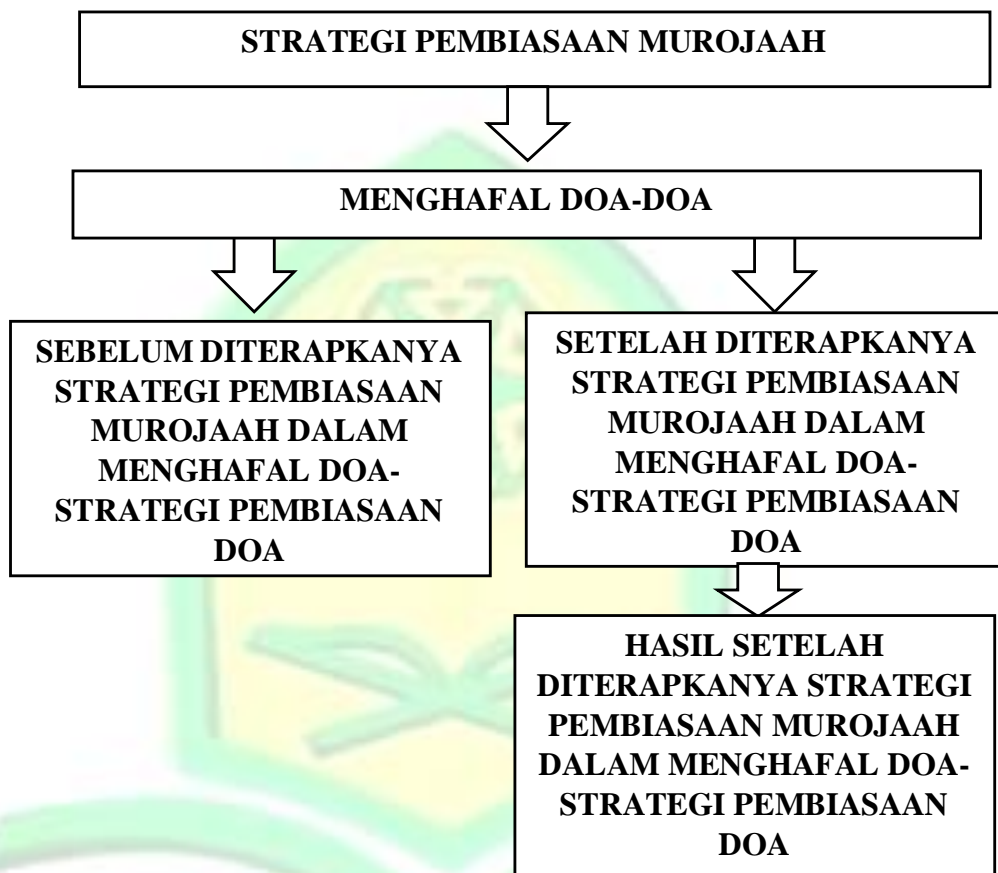 STRATEGI PEMBIASAAN MUROJAAH
MENGHAFAL DOA-DOA
SEBELUM DITERAPKANYA
STRATEGI PEMBIASAAN
MUROJAAH DALAM
MENGHAFAL DOA-
STRATEGI PEMBIASAAN
DOA
SETELAH DITERAPKANYA
STRATEGI PEMBIASAAN
MUROJAAH DALAM
MENGHAFAL DOA-
STRATEGI PEMBIASAAN
DOA
HASIL SETELAH
DITERAPKANYA STRATEGI
PEMBIASAAN MUROJAAH
DALAM MENGHAFAL DOA-
STRATEGI PEMBIASAAN
DOA